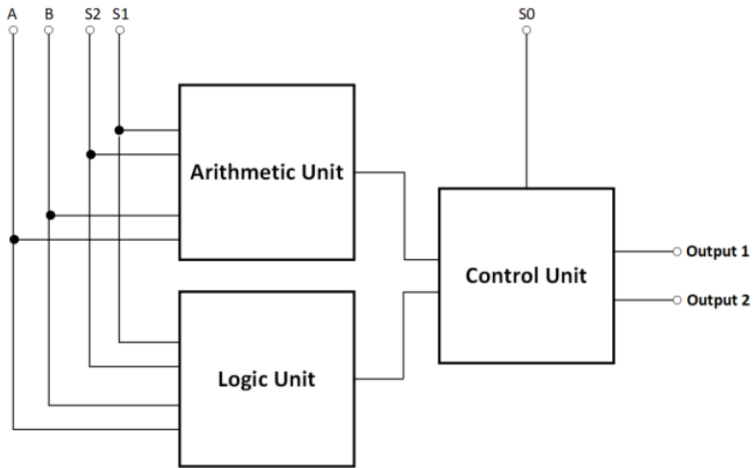 A B S2 S1 S0
Arithmetic Unit
Control Unit
Output 1
Output 2
Logic Unit